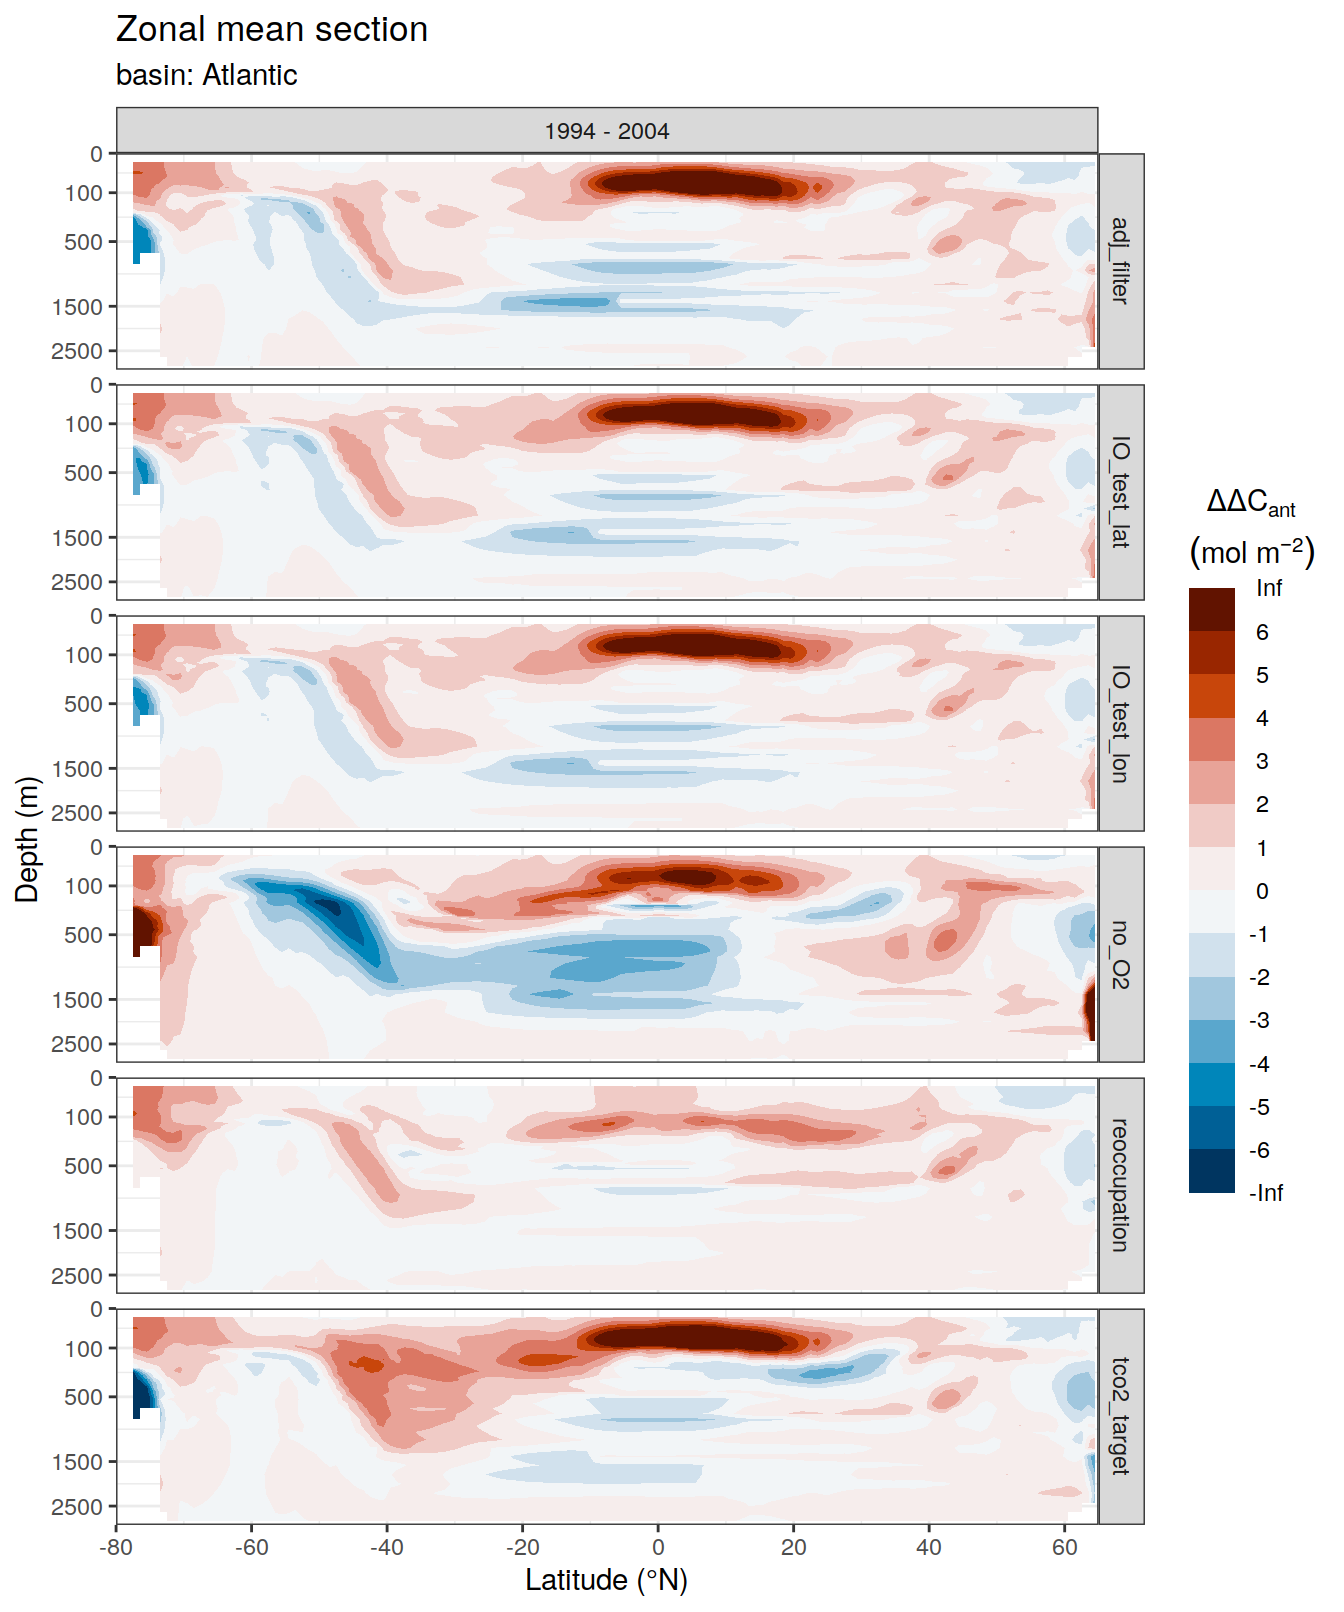 Zonal mean section
basin: Atlantic
1994 - 2004
0
100
500
1500
2500
adj_filter
0
100
500
1500
2500
IO_test_lat
0
100
500
1500
2500
IO_test_lon
0
100
500
1500
2500
no_O2
0
100
500
1500
2500
reoccupation
0
100
500
1500
2500
tco2_target
Depth (m)
-80 -60 -40 -20 0 20 40 60
Latitude (°N)
ΔΔCant
(mol m−2)
Inf
6
5
4
3
2
1
0
-1
-2
-3
-4
-5
-6
-Inf